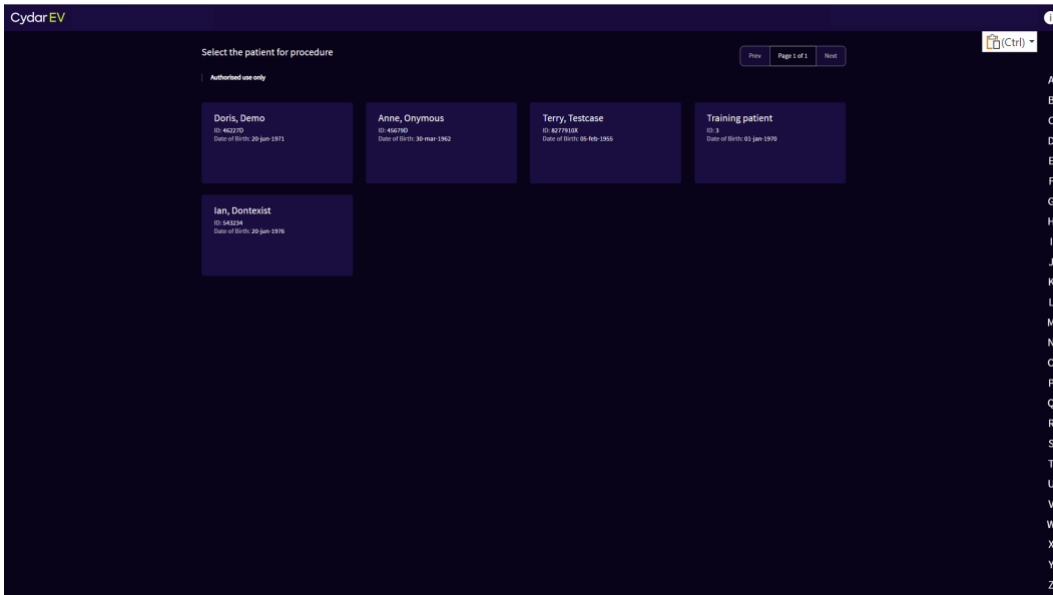 Cydar EV
i
(Ctrl)
Select the patient for procedure
Prev Page 1 of 1 Next
Authorised use only
Doris, Demo
ID: 46227D
Date of Birth: 20-jun-1971
Anne, Onymous
ID: 45679D
Date of Birth: 30-mar-1962
Terry, Testcase
ID: 8277910X
Date of Birth: 05-feb-1955
Training patient
ID: 3
Date of Birth: 01-jan-1970
Ian, Dontexist
ID: 543234
Date of Birth: 20-jun-1976
A
B
C
D
E
F
G
H
I
J
K
L
M
N
O
P
Q
R
S
T
U
V
W
X
Y
Z